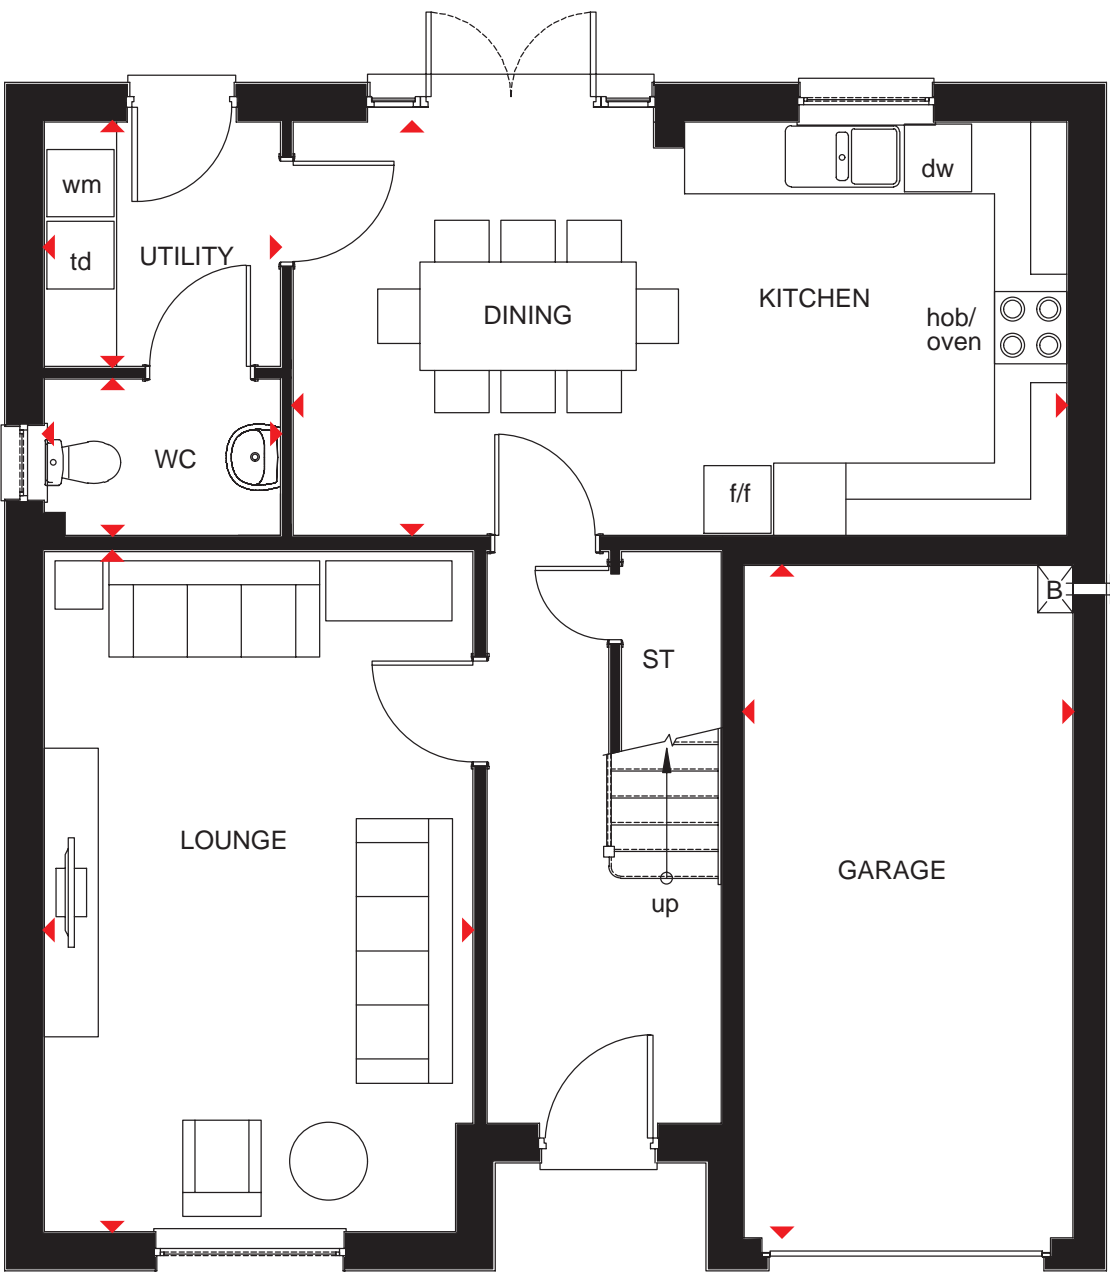 wm
dw
td
UTILITY
KITCHEN
DINING
hob/
oven
WC
f/f
B
ST
LOUNGE
GARAGE
up